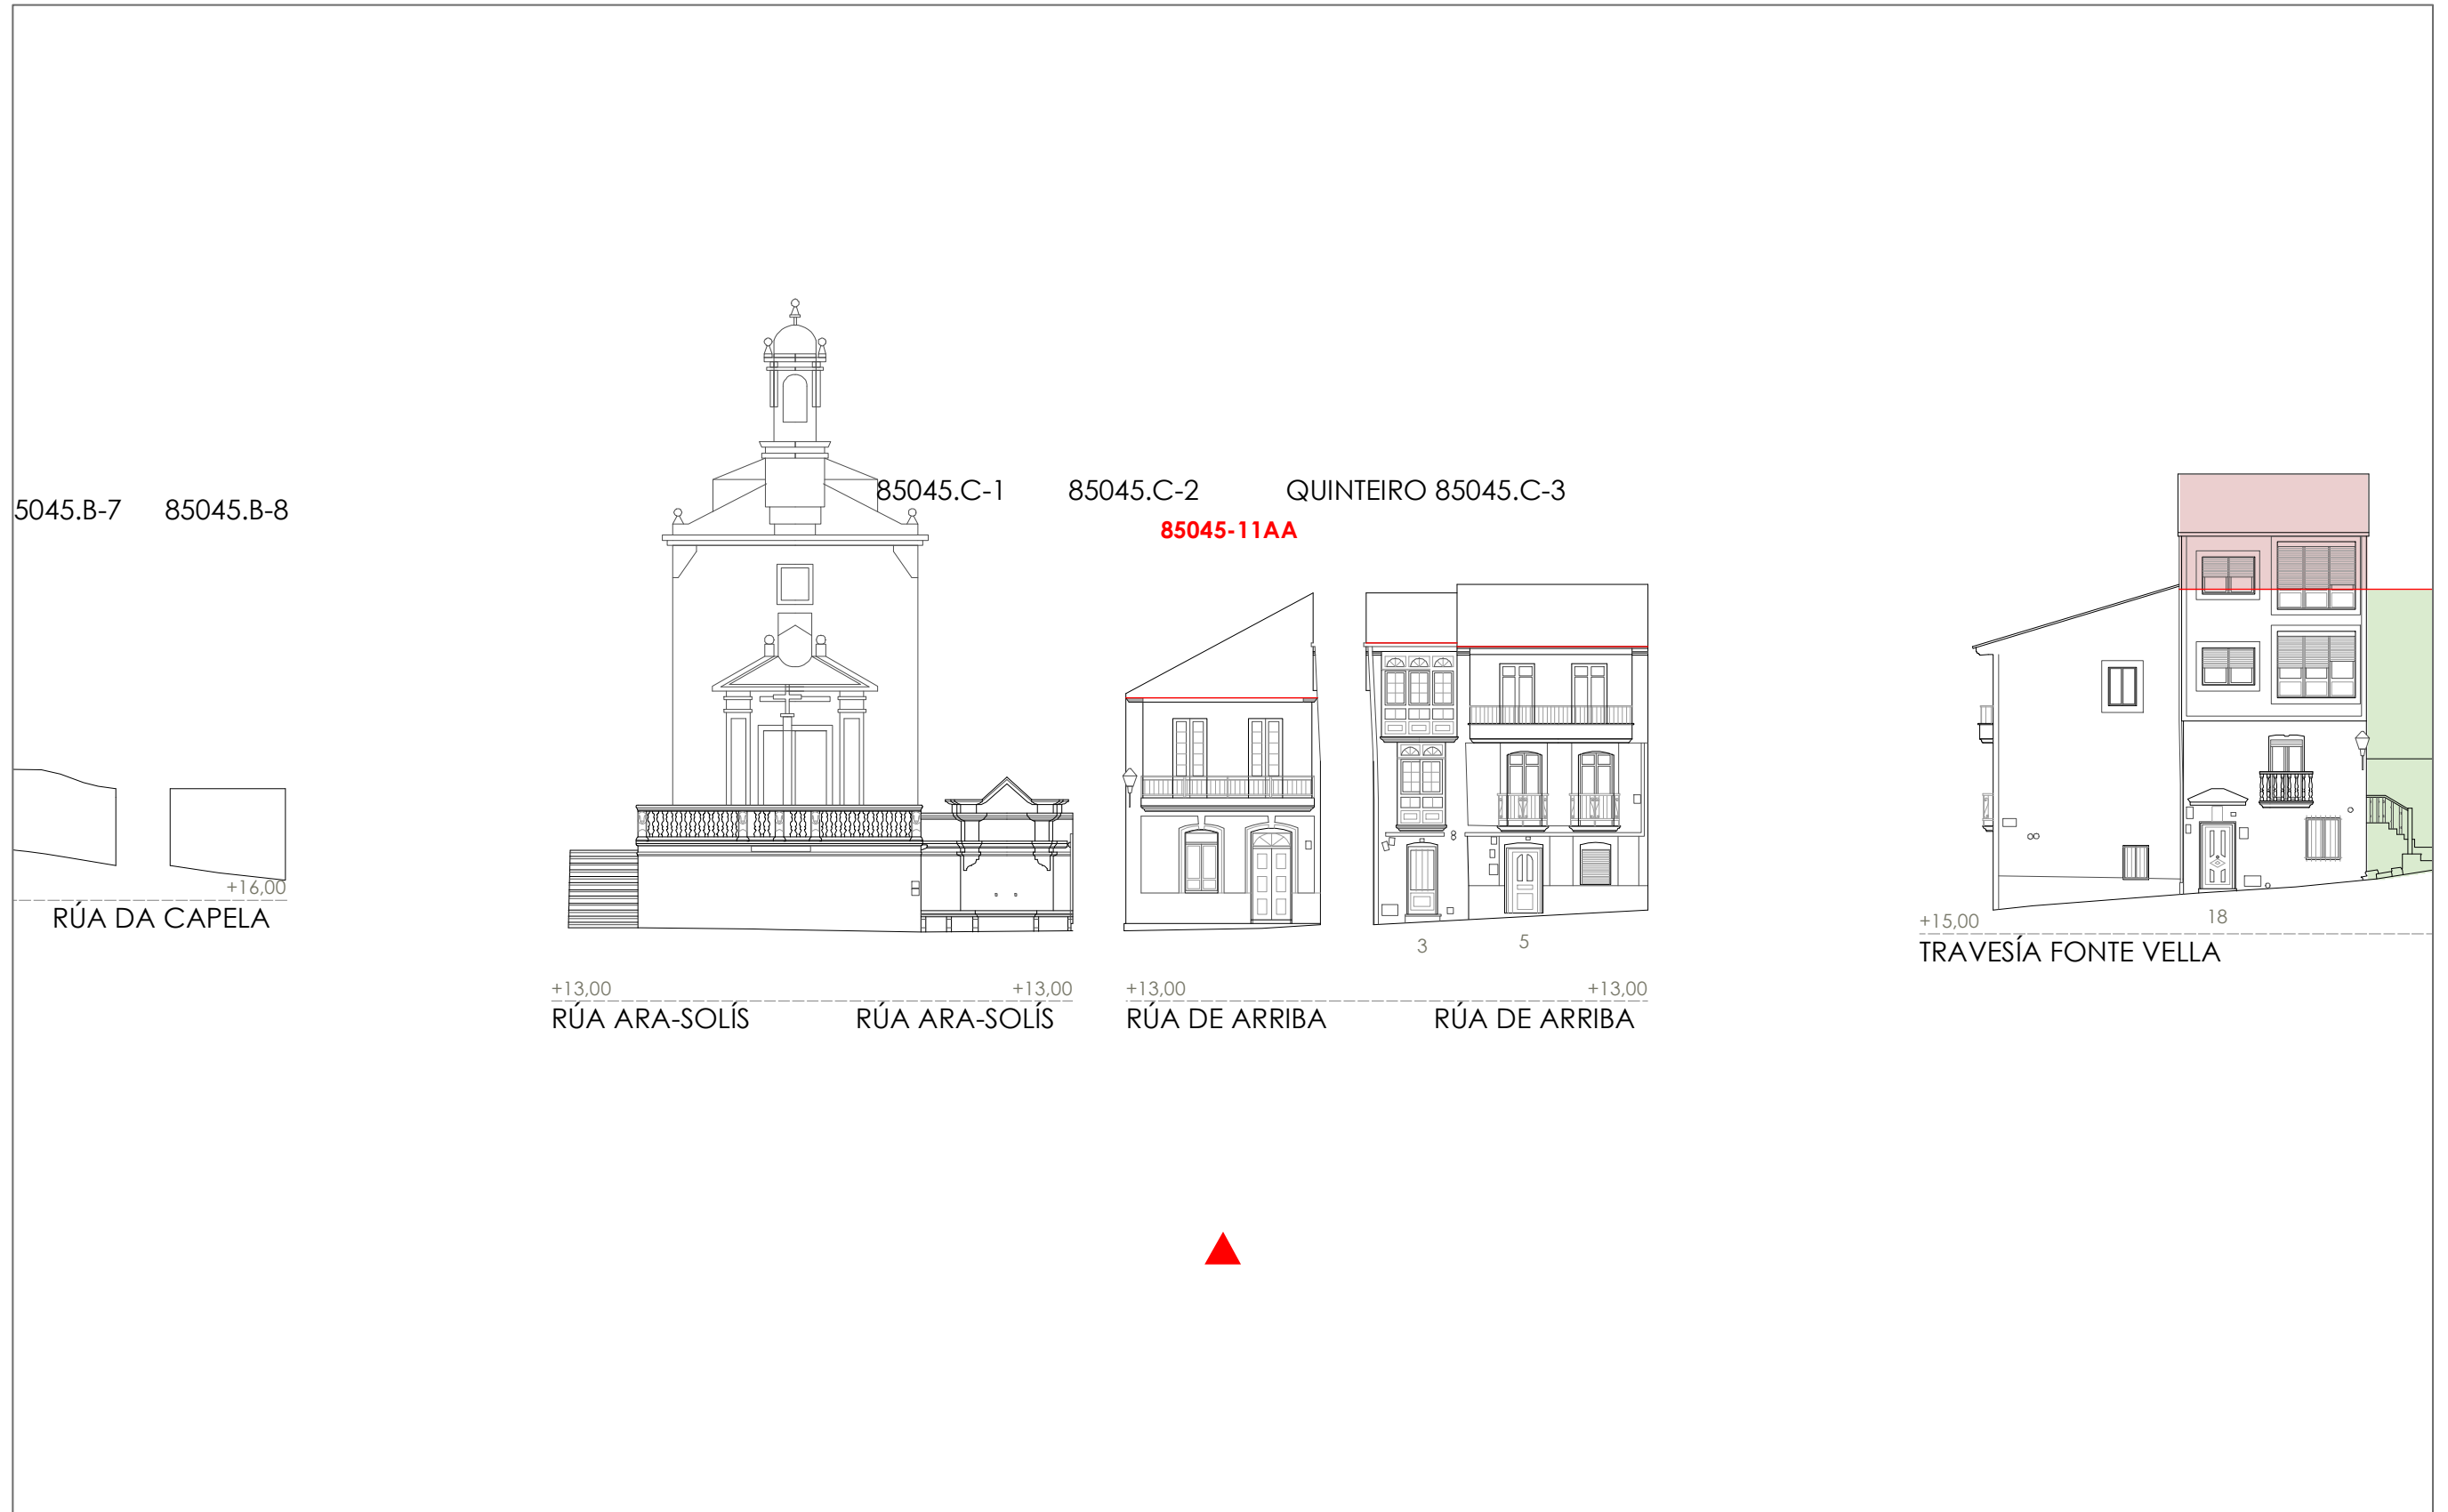 85045.C-1 85045.C-2 QUINTEIRO 85045.C-3
5045.B-7 85045.B-8
85045-11AA
+16,00
RÚA DA CAPELA
3 5
18
+15,00
TRAVESÍA FONTE VELLA
+13,00 +13,00 +13,00 +13,00
RÚA ARA-SOLÍS RÚA ARA-SOLÍS RÚA DE ARRIBA RÚA DE ARRIBA